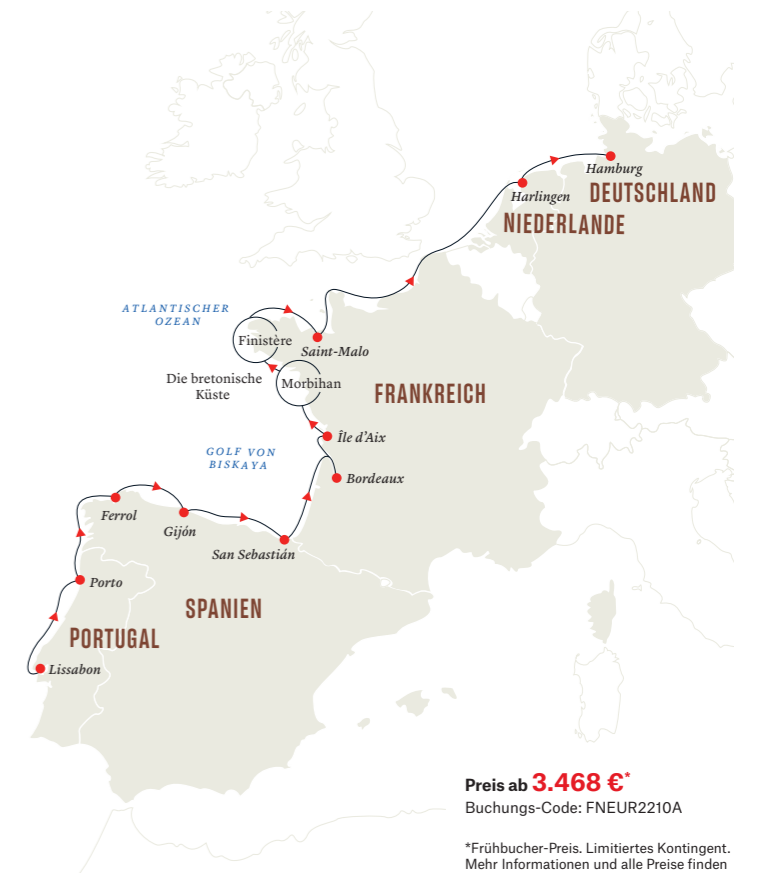 Hamburg
Harlingen
DEUTSCHLAND
NIEDERLANDE
ATLANTISCHER
OZEAN
Finistère
Saint-Malo
Die bretonische
Küste
Morbihan
FRANKREICH
Île d'Aix
GOLF VON
BISKAYA
Bordeaux
Ferrol
Gijón
San Sebastián
Porto
SPANIEN
PORTUGAL
Lissabon
Preis ab 3.468 €*
Buchungs-Code: FNEUR2210A
*Frühbucher-Preis. Limitiertes Kontingent.
Mehr Informationen und alle Preise finden